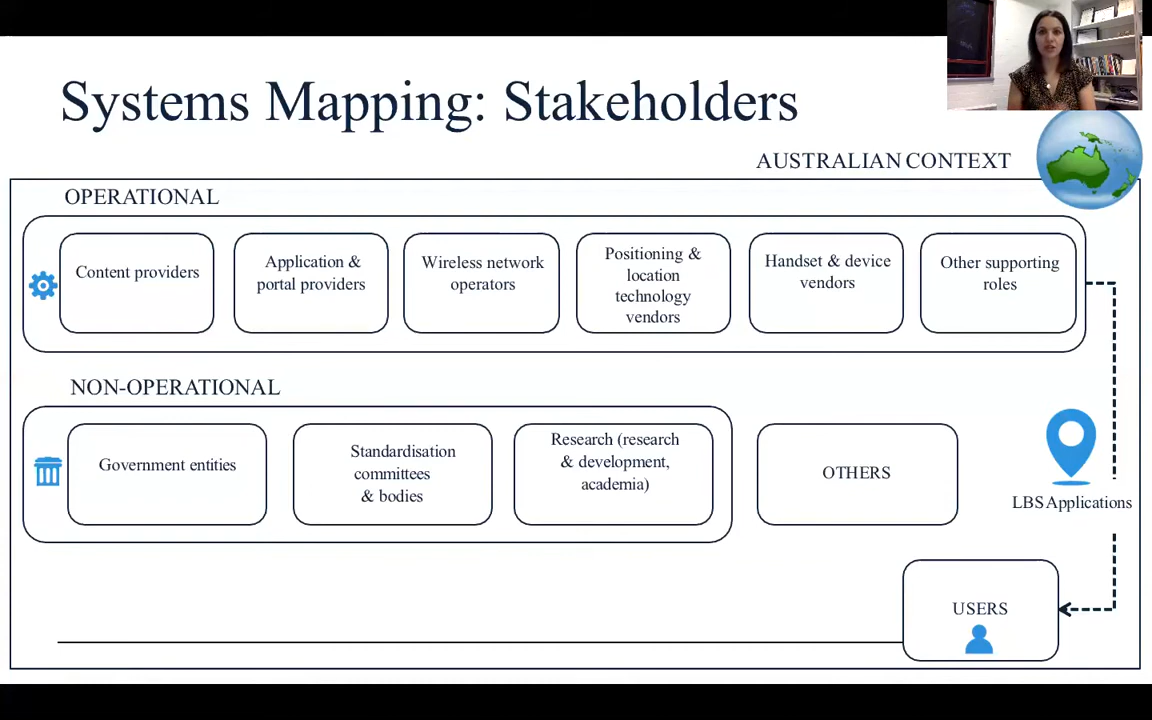 Systems Mapping: Stakeholders
AUSTRALIAN CONTEXT
OPERATIONAL
Content providers
Application &
portal providers
Wireless network
operators
Positioning &
location
technology
vendors
Handset & device
vendors
Other supporting
roles
NON-OPERATIONAL
Government entities
Standardisation
committees
& bodies
Research (research
& development,
academia)
OTHERS
LBS Applications
USERS